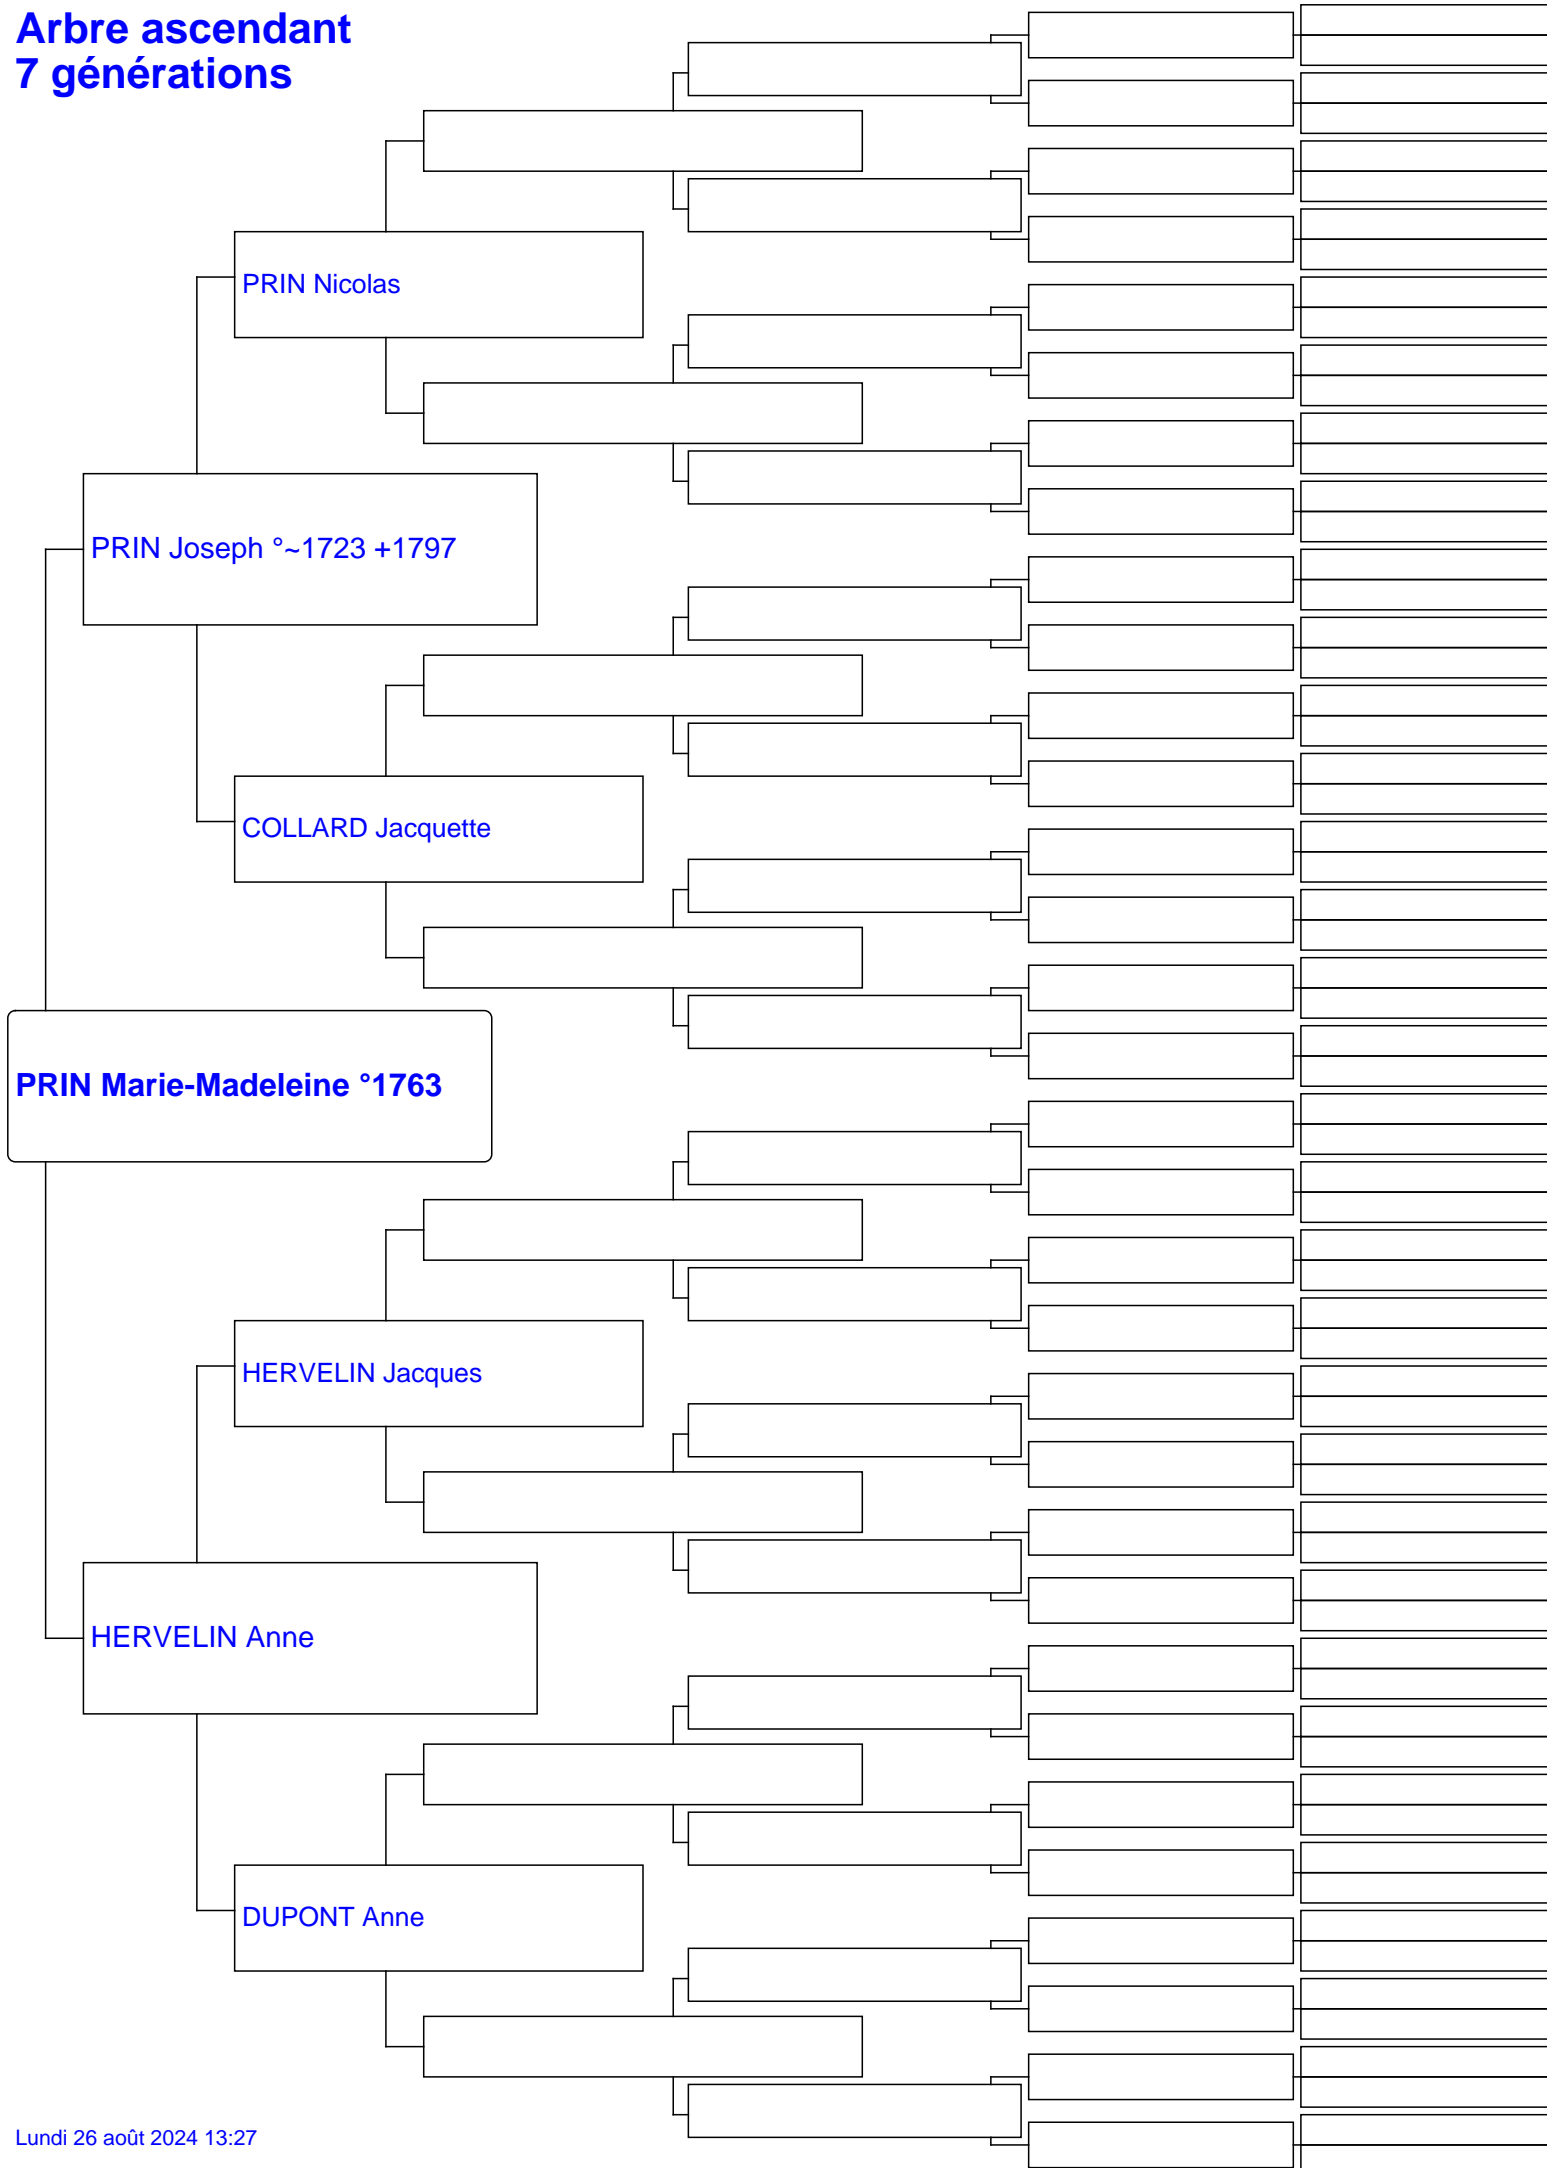 Arbre ascendant
7 générations
PRIN Nicolas
PRIN Joseph °~1723 +1797
COLLARD Jacquette
PRIN Marie-Madeleine °1763
HERVELIN Jacques
HERVELIN Anne
DUPONT Anne
Lundi 26 août 2024 13:27